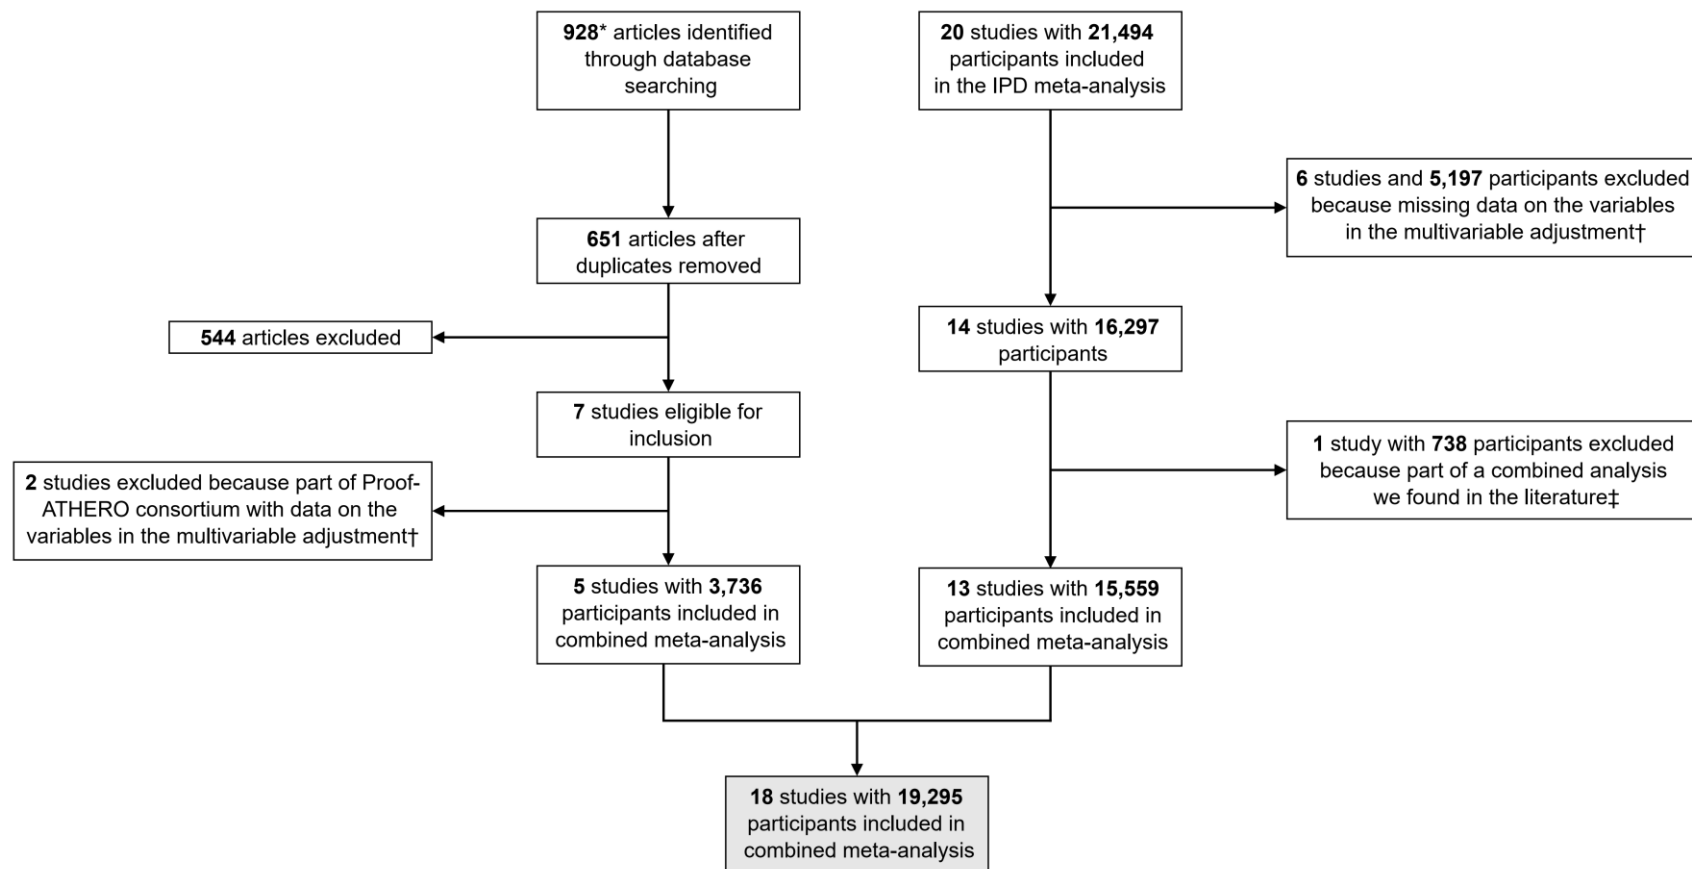 928* articles identified
through database
searching
20 studies with 21,494
participants included
in the IPD meta-analysis
6 studies and 5,197 participants excluded
because missing data on the variables
in the multivariable adjustment†
651 articles after
duplicates removed
544 articles excluded
14 studies with 16,297
participants
7 studies eligible for
inclusion
1 study with 738 participants excluded
because part of a combined analysis
we found in the literature‡
2 studies excluded because part of Proof-
ATHERO consortium with data on the
variables in the multivariable adjustment†
5 studies with 3,736
participants included in
combined meta-analysis
13 studies with 15,559
participants included in
combined meta-analysis
18 studies with 19,295
participants included in
combined meta-analysis